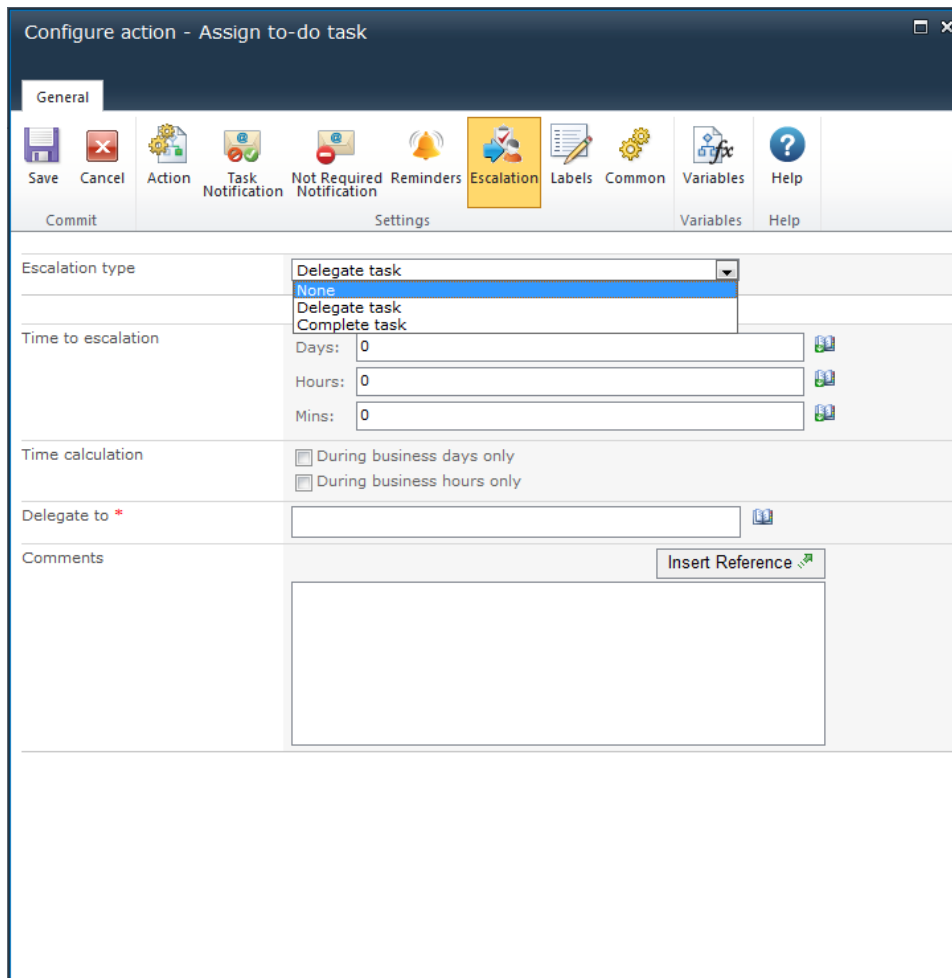 Configure action - Assign to-do task
General
Save
Cancel
Action
Task Notification
Not Required Notification
Reminders
Escalation
Labels
Common
Variables
Help
Commit
Settings
Variables
Help
Escalation type
Delegate task
None
Delegate task
Complete task
Time to escalation
Days: 0
Hours: 0
Mins: 0
Time calculation
During business days only
During business hours only
Delegate to *
Comments
Insert Reference